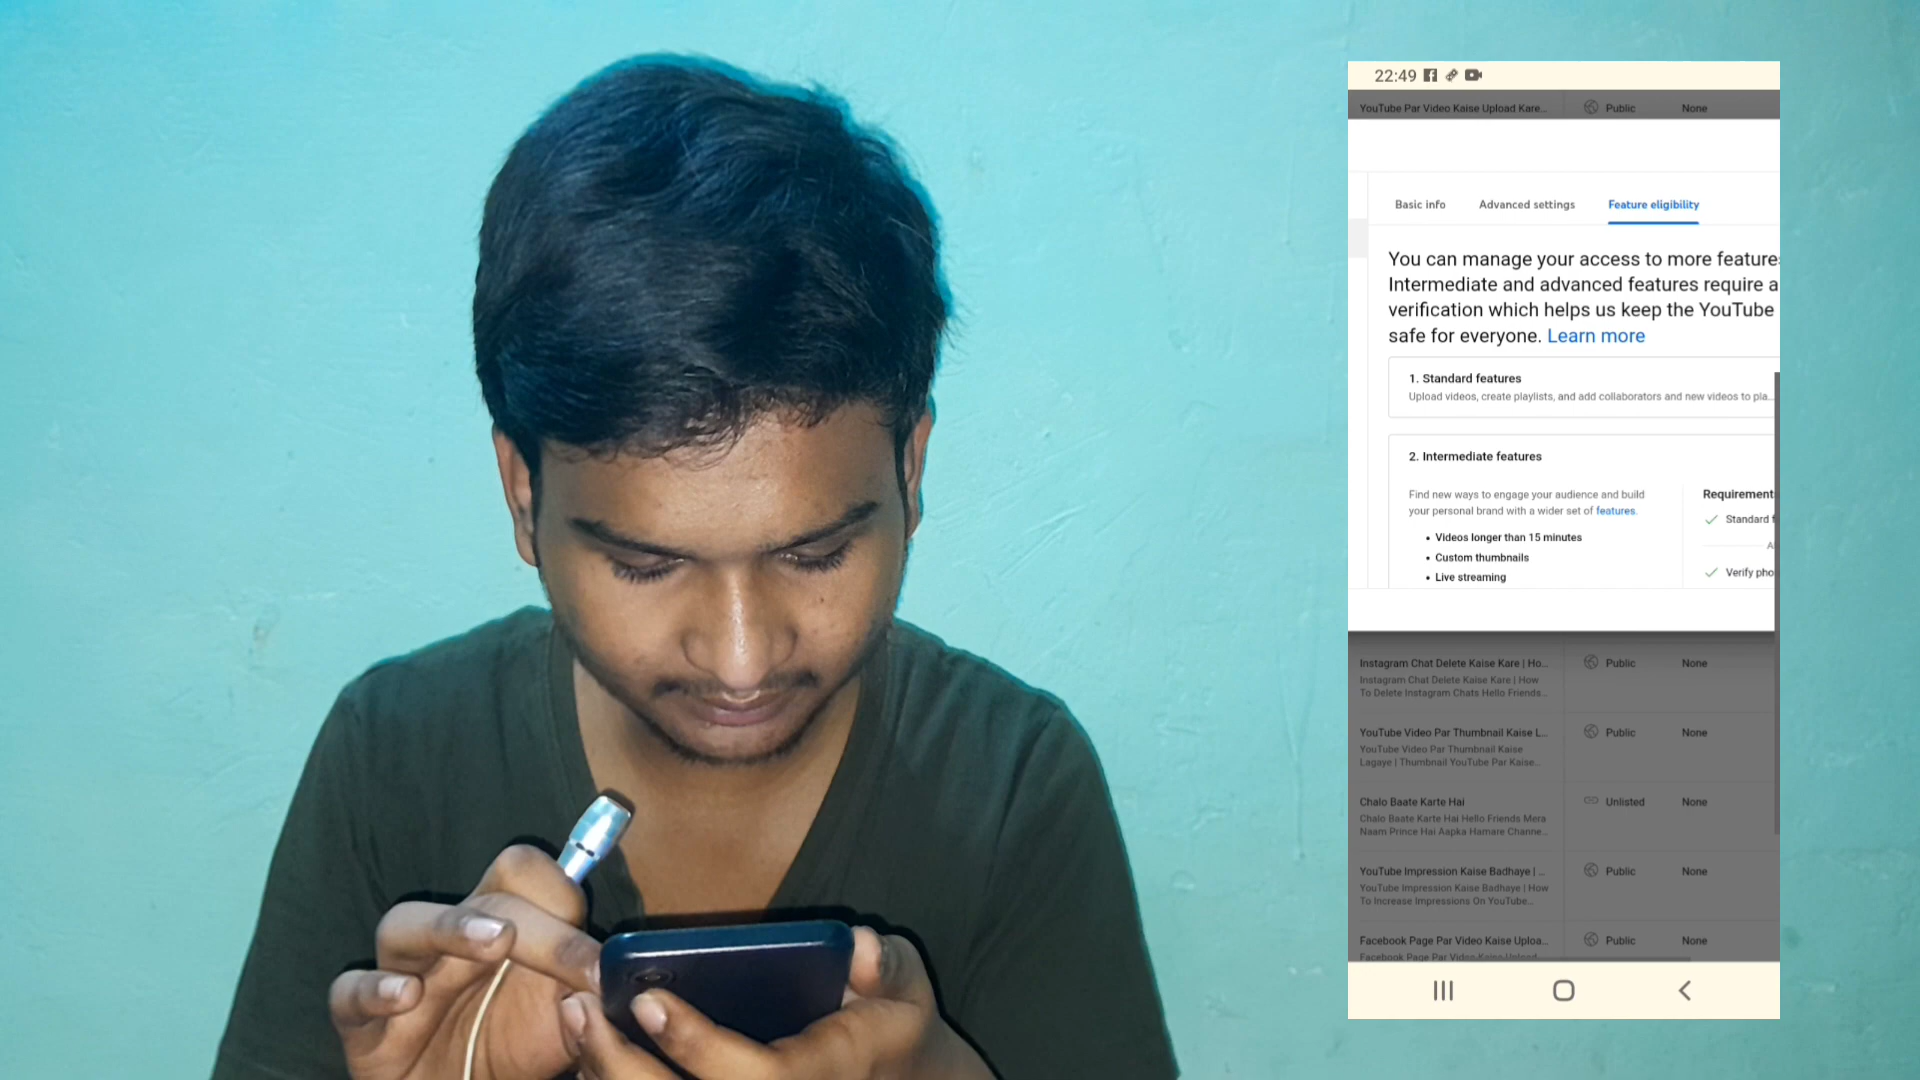 22:49
YouTube Par Video Kaise Upload Kare... Public None
Basic info Advanced settings Feature eligibility
You can manage your access to more features
Intermediate and advanced features require a
verification which helps us keep the YouTube
safe for everyone. Learn more
1. Standard features
Upload videos, create playlists, and add collaborators and new videos to pla...
2. Intermediate features
Find new ways to engage your audience and build
your personal brand with a wider set of features.
• Videos longer than 15 minutes
• Custom thumbnails
• Live streaming
Requirement
Standard f
A
Verify pho
Instagram Chat Delete Kaise Kare | Ho... Public None
Instagram Chat Delete Kaise Kare | How
To Delete Instagram Chats Hello Friends...
YouTube Video Par Thumbnail Kaise L... Public None
YouTube Video Par Thumbnail Kaise
Lagaye | Thumbnail YouTube Par Kaise...
Chalo Baate Karte Hai Unlisted None
Chalo Baate Karte Hai Hello Friends Mera
Naam Prince Hai Aapka Hamare Channe...
YouTube Impression Kaise Badhaye | ... Public None
YouTube Impression Kaise Badhaye | How
To Increase Impressions On YouTube...
Facebook Page Par Video Kaise Uploa... Public None
Facebook Page Par Video Kaise Upload